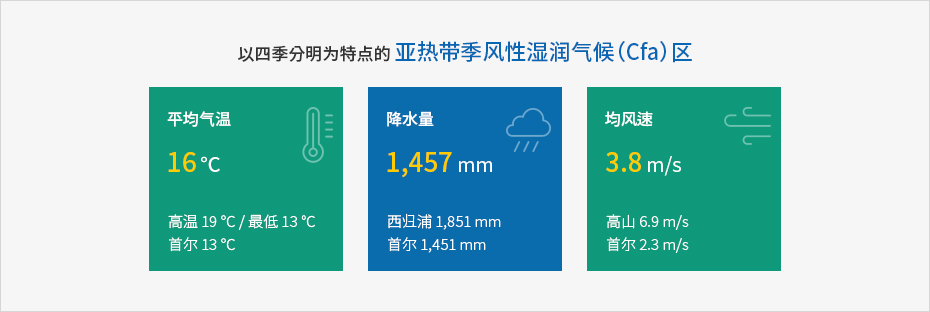 以四季分明为特点的 亚热带季风性湿润气候(Cfa)区
平均气温
16 ℃
高温 19 ℃ / 最低 13 ℃
首尔 13 ℃
降水量
1,457 mm
西归浦 1,851 mm
首尔 1,451 mm
均风速
3.8 m/s
高山 6.9 m/s
首尔 2.3 m/s